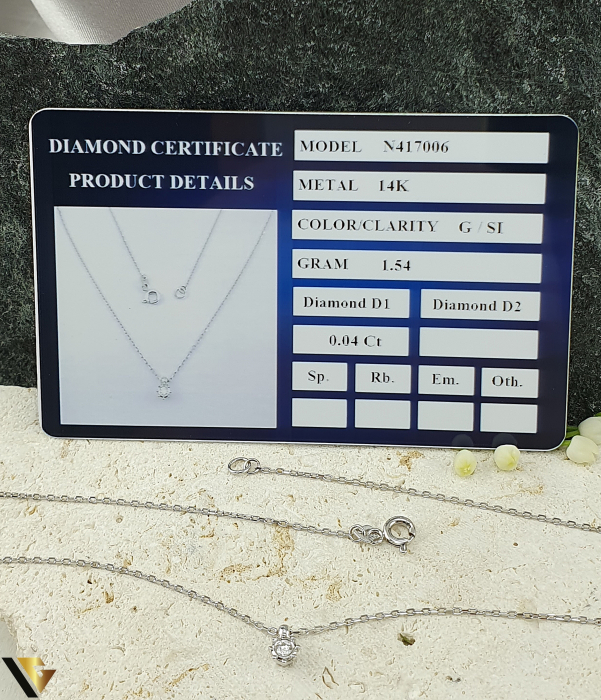 DIAMOND CERTIFICATE
PRODUCT DETAILS
MODEL N417006
METAL 14K
COLOR/CLARITY G / SI
GRAM 1.54
Diamond D1 Diamond D2
0.04 Ct
Sp. Rb. Em. Oth.